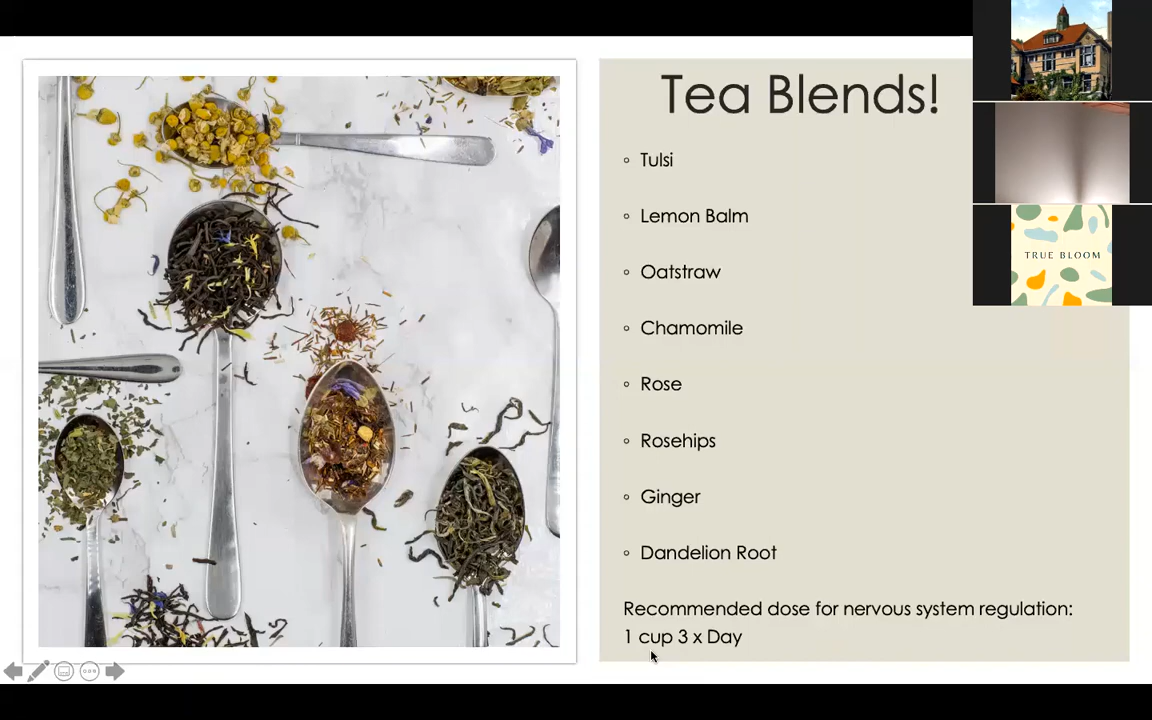 Tea Blends!
Tulsi
Lemon Balm
Oatstraw
Chamomile
Rose
Rosehips
Ginger
Dandelion Root
Recommended dose for nervous system regulation:
1 cup 3 x Day
TRUE BLOOM